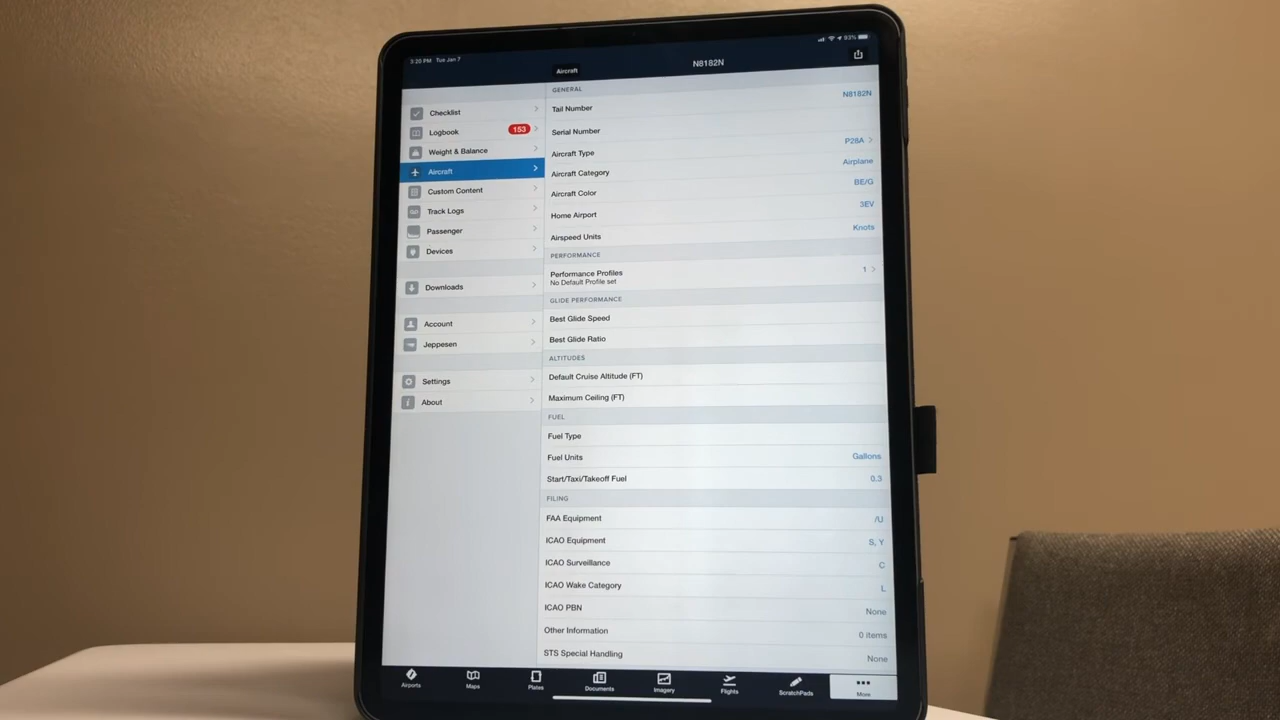 3:20 PM Tue Jan 7
93%
Aircraft
N8182N
Checklist
Logbook 153
Weight & Balance
Aircraft
Custom Content
Track Logs
Passenger
Devices
Downloads
Account
Jeppesen
Settings
About
GENERAL
Tail Number N8182N
Serial Number
Aircraft Type P28A
Aircraft Category Airplane
Aircraft Color BE/G
Home Airport 3EV
Airspeed Units Knots
PERFORMANCE
Performance Profiles 1
No Default Profile set
GLIDE PERFORMANCE
Best Glide Speed
Best Glide Ratio
ALTITUDES
Default Cruise Altitude (FT)
Maximum Ceiling (FT)
FUEL
Fuel Type
Fuel Units Gallons
Start/Taxi/Takeoff Fuel 0.3
FILING
FAA Equipment /U
ICAO Equipment S, Y
ICAO Surveillance C
ICAO Wake Category L
ICAO PBN None
Other Information 0 items
STS Special Handling None
Airports
Maps
Plates
Documents
Imagery
Flights
ScratchPads
More